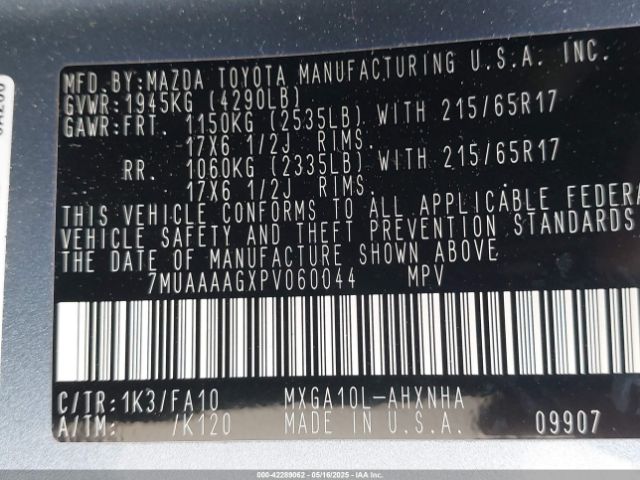 MFD.BY:MAZDA TOYOTA MANUFACTURING U.S.A. INC.
GVWR:1945KG (4290LB)
GAWR:FRT. 1150KG (2535LB) WITH 215/65R17
17X6 1/2J RIMS.
RR. 1060KG (2335LB) WITH 215/65R17
17X6 1/2J RIMS.
THIS VEHICLE CONFORMS TO ALL APPLICABLE FEDERA
VEHICLE SAFETY AND THEFT PREVENTION STANDARDS
THE DATE OF MANUFACTURE SHOWN ABOVE
7MUAAAAGXPV060044 MPV
C/TR:1K3/FA10 MXGA10L-AHXNHA
A/TM: /K120 MADE IN U.S.A. 09907
000-42289062 - 05/16/2025 - IAAI.COM